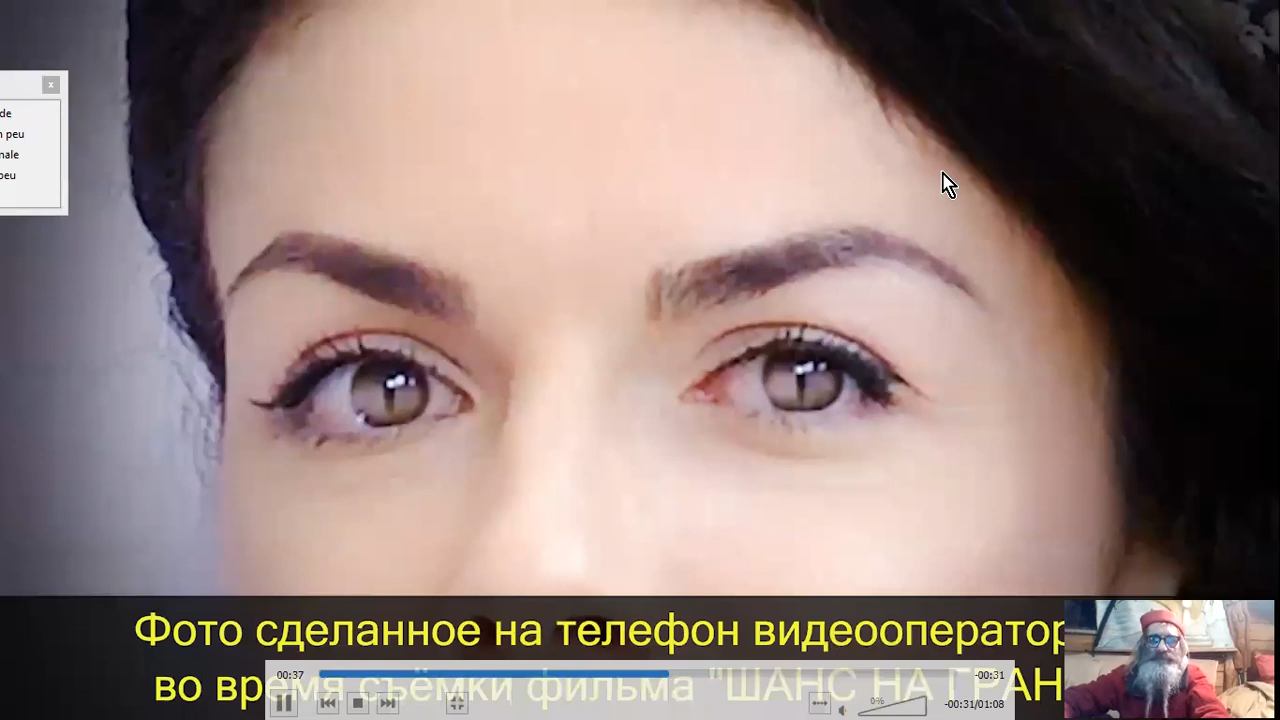 de
n peu
nale
peu
Фото сделанное на телефон видеооператор
во время съёмки фильма "ШАНС НА ГРАН
00:37
-00:31
0%
-00:31/01:08